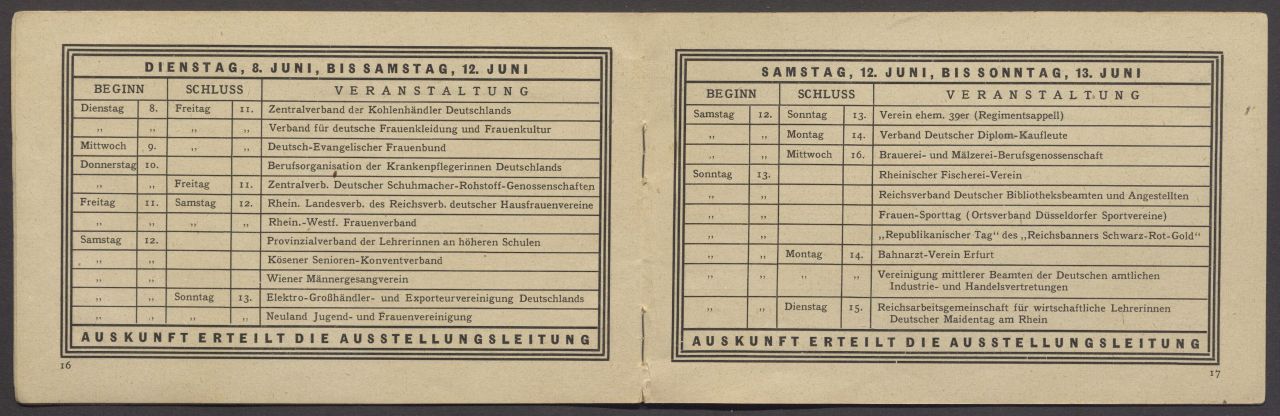 DIENSTAG, 8. JUNI, BIS SAMSTAG, 12. JUNI
BEGINN SCHLUSS VERANSTALTUNG
Dienstag 8. Freitag 11. Zentralverband der Kohlenhändler Deutschlands
„ „ „ „ Verband für deutsche Frauenkleidung und Frauenkultur
Mittwoch 9. „ „ Deutsch-Evangelischer Frauenbund
Donnerstag 10. Berufsorganisation der Krankenpflegerinnen Deutschlands
„ „ Freitag 11. Zentralverb. Deutscher Schuhmacher-Rohstoff-Genossenschaften
Freitag 11. Samstag 12. Rhein. Landesverb. des Reichsverb. deutscher Hausfrauenvereine
„ „ „ „ Rhein.-Westf. Frauenverband
Samstag 12. Provinzialverband der Lehrerinnen an höheren Schulen
„ „ Kösener Senioren-Konventverband
„ „ Wiener Männergesangverein
„ „ Sonntag 13. Elektro-Großhändler- und Exporteurvereinigung Deutschlands
„ „ „ „ Neuland Jugend- und Frauenvereinigung
AUSKUNFT ERTEILT DIE AUSSTELLUNGSLEITUNG
16
SAMSTAG, 12. JUNI, BIS SONNTAG, 13. JUNI
BEGINN SCHLUSS VERANSTALTUNG
Samstag 12. Sonntag 13. Verein ehem. 39er (Regimentsappell)
„ „ Montag 14. Verband Deutscher Diplom-Kaufleute
„ „ Mittwoch 16. Brauerei- und Mälzerei-Berufsgenossenschaft
Sonntag 13. Rheinischer Fischerei-Verein
„ „ Reichsverband Deutscher Bibliotheksbeamten und Angestellten
„ „ Frauen-Sporttag (Ortsverband Düsseldorfer Sportvereine)
„ „ „Republikanischer Tag“ des „Reichsbanners Schwarz-Rot-Gold“
„ „ Montag 14. Bahnarzt-Verein Erfurt
„ „ „ „ Vereinigung mittlerer Beamten der Deutschen amtlichen
Industrie- und Handelsvertretungen
„ „ Dienstag 15. Reichsarbeitsgemeinschaft für wirtschaftliche Lehrerinnen
Deutscher Maidentag am Rhein
AUSKUNFT ERTEILT DIE AUSSTELLUNGSLEITUNG
17